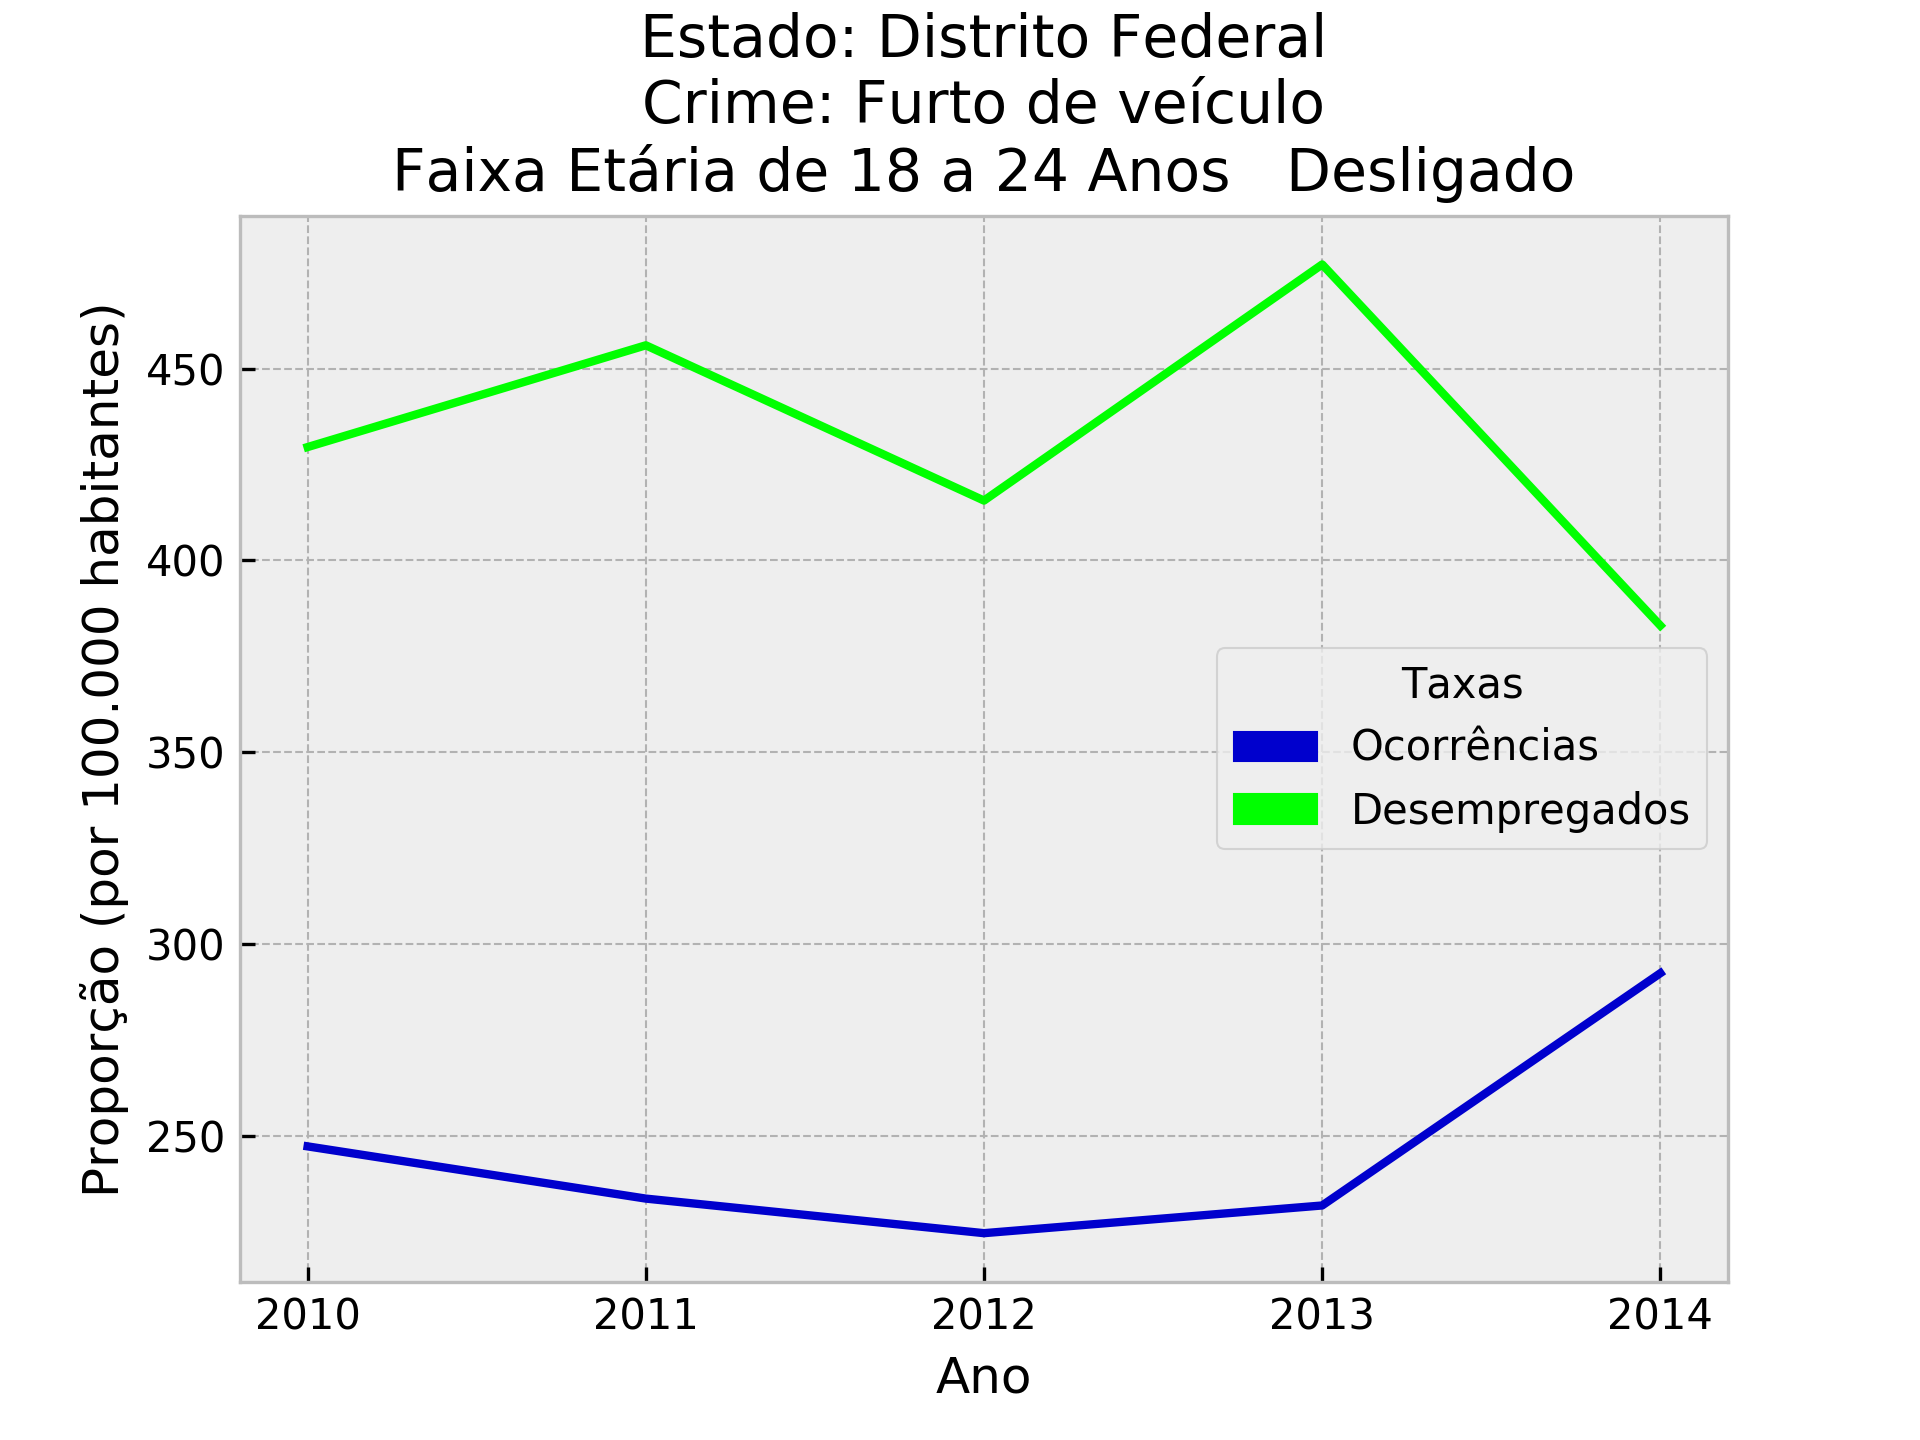 Estado: Distrito Federal
Crime: Furto de veículo
Faixa Etária de 18 a 24 Anos   Desligado
Proporção (por 100.000 habitantes)
450
400
350
300
250
Taxas
Ocorrências
Desempregados
2010 2011 2012 2013 2014
Ano